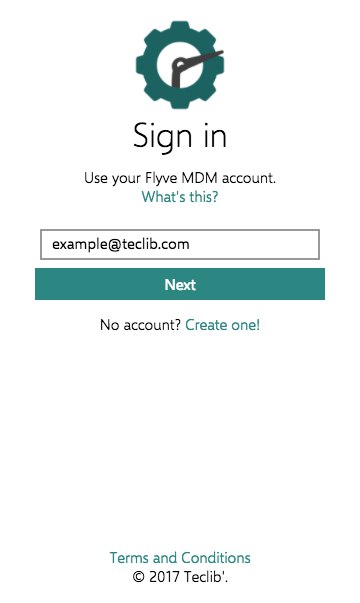 Sign in
Use your Flyve MDM account.
What's this?
example@teclib.com
Next
No account? Create one!
Terms and Conditions
© 2017 Teclib'.